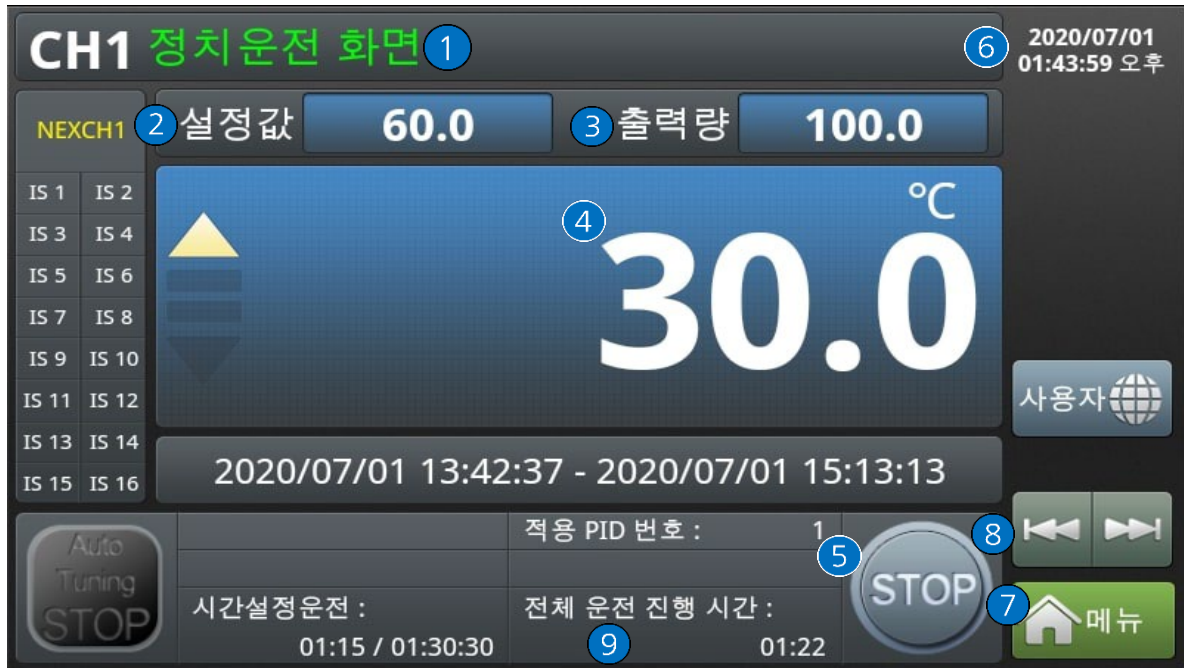 CH1 정치운전 화면 1
6
2020/07/01
01:43:59 오후
NEXCH1
2 설정값 60.0
3 출력량 100.0
IS 1 IS 2
IS 3 IS 4
IS 5 IS 6
IS 7 IS 8
IS 9 IS 10
IS 11 IS 12
IS 13 IS 14
IS 15 IS 16
4
℃
30.0
사용자
2020/07/01 13:42:37 - 2020/07/01 15:13:13
Auto
Tuning
STOP
적용 PID 번호 : 1
시간설정운전 :
01:15 / 01:30:30
전체 운전 진행 시간 :
9 01:22
5
STOP
8
7 메뉴